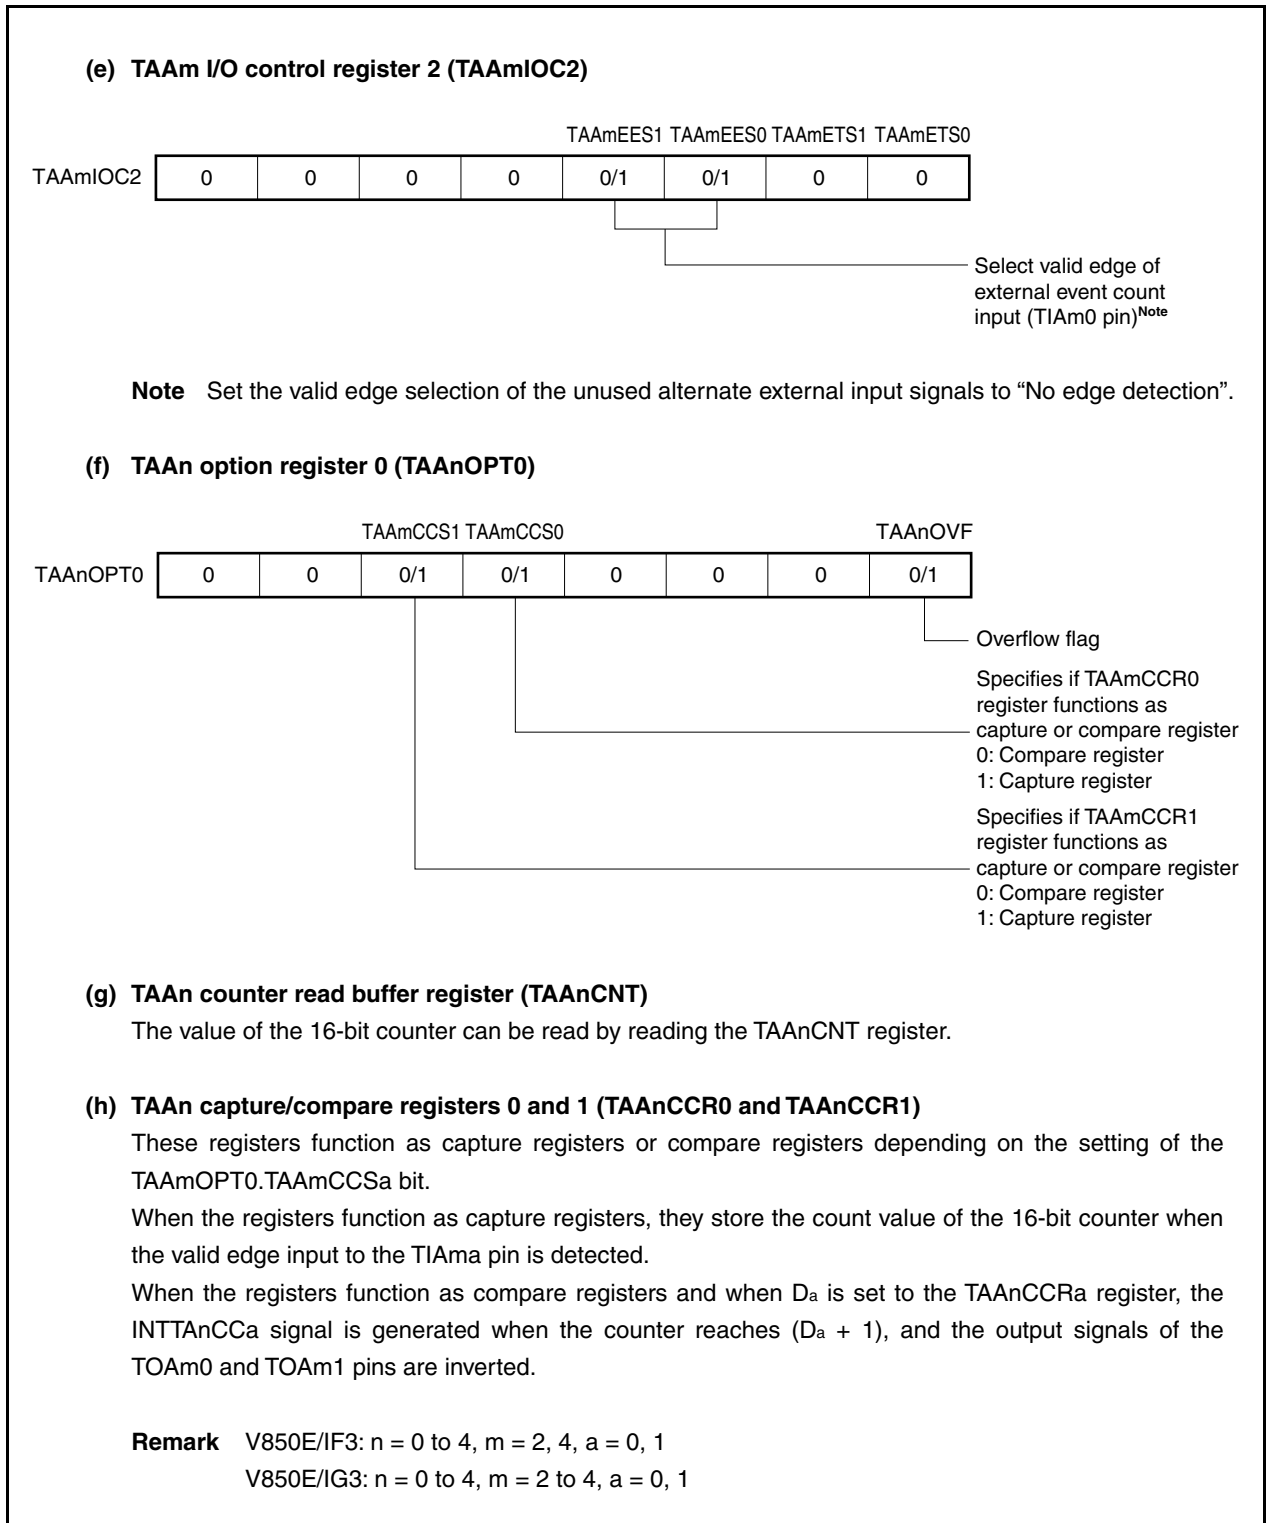 (e) TAAm I/O control register 2 (TAAmIOC2)
TAAmEES1 TAAmEES0 TAAmETS1 TAAmETS0
TAAmIOC2 0 0 0 0 0/1 0/1 0 0
Select valid edge of
external event count
input (TIAm0 pin)Note
Note Set the valid edge selection of the unused alternate external input signals to “No edge detection”.
(f) TAAn option register 0 (TAAnOPT0)
TAAmCCS1 TAAmCCS0 TAAnOVF
TAAnOPT0 0 0 0/1 0/1 0 0 0 0/1
Overflow flag
Specifies if TAAmCCR0
register functions as
capture or compare register
0: Compare register
1: Capture register
Specifies if TAAmCCR1
register functions as
capture or compare register
0: Compare register
1: Capture register
(g) TAAn counter read buffer register (TAAnCNT)
The value of the 16-bit counter can be read by reading the TAAnCNT register.
(h) TAAn capture/compare registers 0 and 1 (TAAnCCR0 and TAAnCCR1)
These registers function as capture registers or compare registers depending on the setting of the
TAAmOPT0.TAAmCCSa bit.
When the registers function as capture registers, they store the count value of the 16-bit counter when
the valid edge input to the TIAma pin is detected.
When the registers function as compare registers and when Da is set to the TAAnCCRa register, the
INTTAnCCa signal is generated when the counter reaches (Da + 1), and the output signals of the
TOAm0 and TOAm1 pins are inverted.
Remark V850E/IF3: n = 0 to 4, m = 2, 4, a = 0, 1
V850E/IG3: n = 0 to 4, m = 2 to 4, a = 0, 1